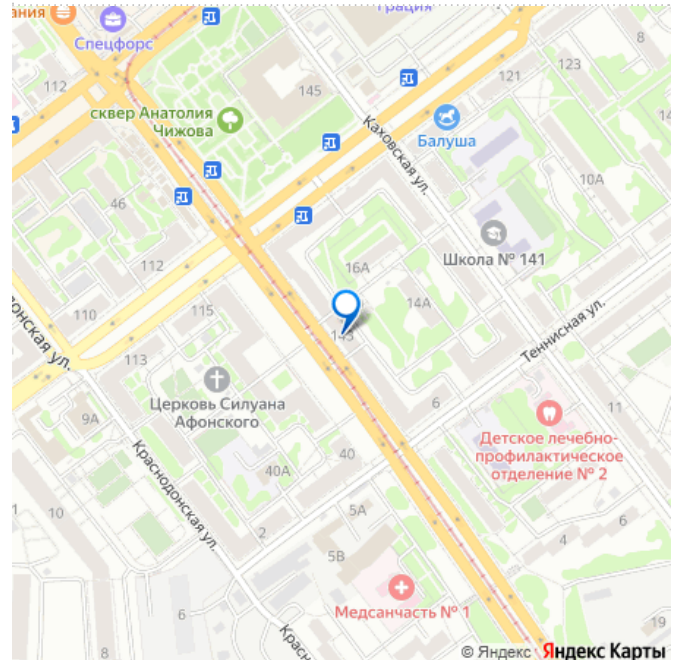 Грация
Спецфорс
112
145
сквер Анатолия
Чижова
123
121
8
Каховская ул.
Балуша
10А
46
Школа № 141
16А
14А
112
110
115
113
143
Теннисная ул.
Церковь Силуана
Афонского
6
11
9А
Детское лечебно-
профилактическое
отделение № 2
Краснодонская ул.
40
40А
10
2
5А
5В
6
4
Медсанчасть № 1
6
19
8
© Яндекс Яндекс Карты